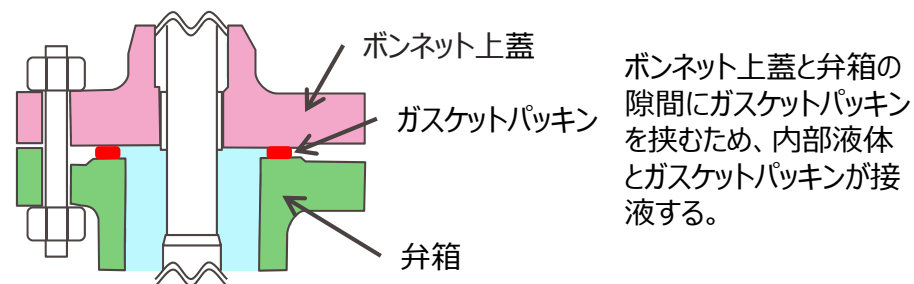 ボンネット上蓋
ガスケットパッキン
弁箱
ボンネット上蓋と弁箱の
隙間にガスケットパッキン
を挟むため、内部液体
とガスケットパッキンが接
液する。